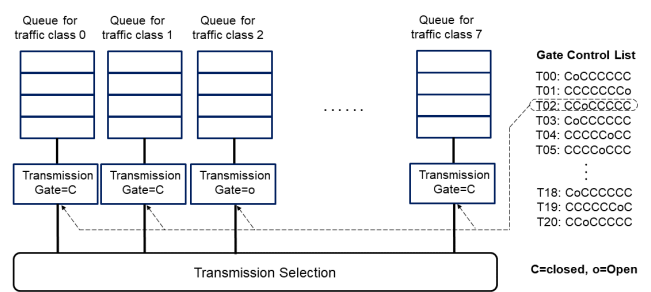 Queue for traffic class 0
Queue for traffic class 1
Queue for traffic class 2
Queue for traffic class 7
......
Transmission Gate=C
Transmission Gate=C
Transmission Gate=o
Transmission Gate=C
Transmission Selection
Gate Control List
T00: CoCCCCCC
T01: CCCCCCCo
T02: CCoCCCCC
T03: CoCCCCCC
T04: CCCCCoCC
T05: CCCCoCCC
T18: CoCCCCCC
T19: CCCCCCoC
T20: CCoCCCCC
C=closed, o=Open